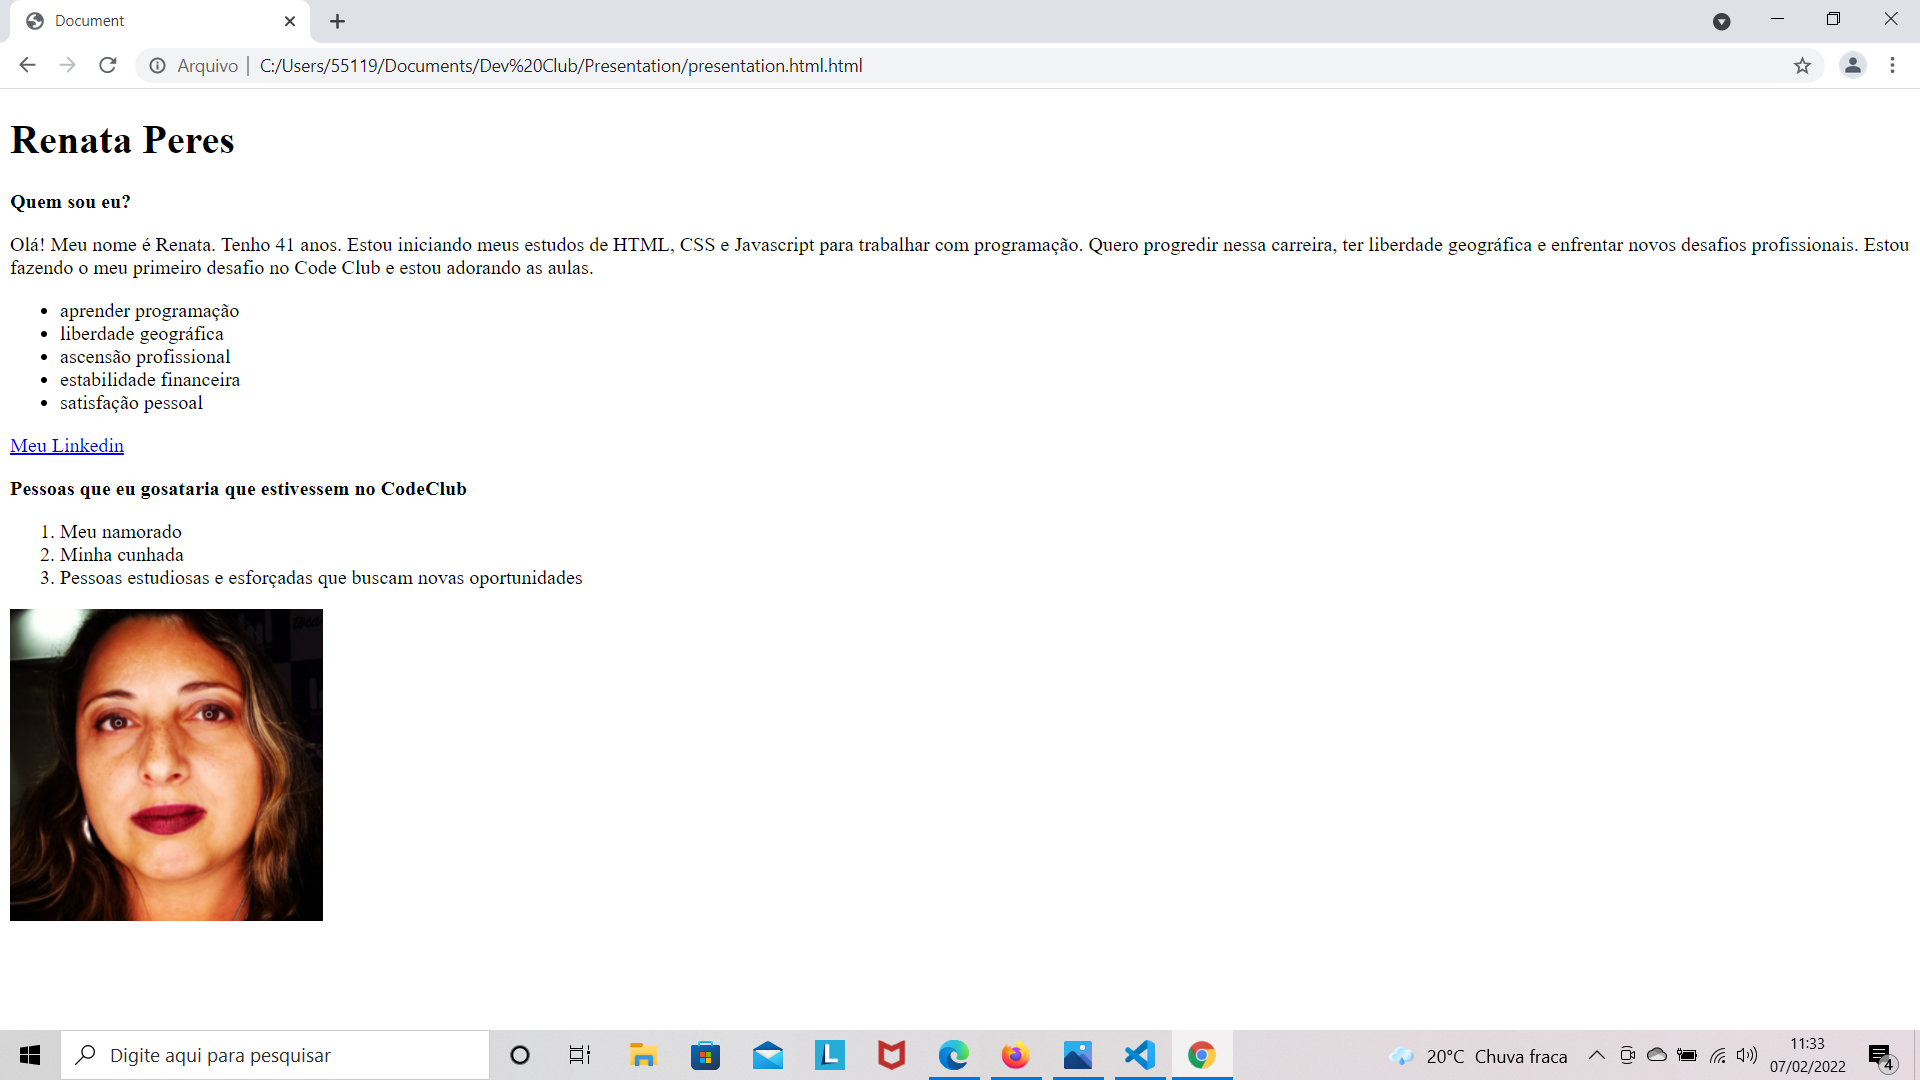 Document
Arquivo | C:/Users/55119/Documents/Dev%20Club/Presentation/presentation.html.html
Renata Peres
Quem sou eu?
Olá! Meu nome é Renata. Tenho 41 anos. Estou iniciando meus estudos de HTML, CSS e Javascript para trabalhar com programação. Quero progredir nessa carreira, ter liberdade geográfica e enfrentar novos desafios profissionais. Estou
fazendo o meu primeiro desafio no Code Club e estou adorando as aulas.
• aprender programação
• liberdade geográfica
• ascensão profissional
• estabilidade financeira
• satisfação pessoal
Meu Linkedin
Pessoas que eu gosataria que estivessem no CodeClub
1. Meu namorado
2. Minha cunhada
3. Pessoas estudiosas e esforçadas que buscam novas oportunidades
Digite aqui para pesquisar
L
20°C Chuva fraca
11:33
07/02/2022
4